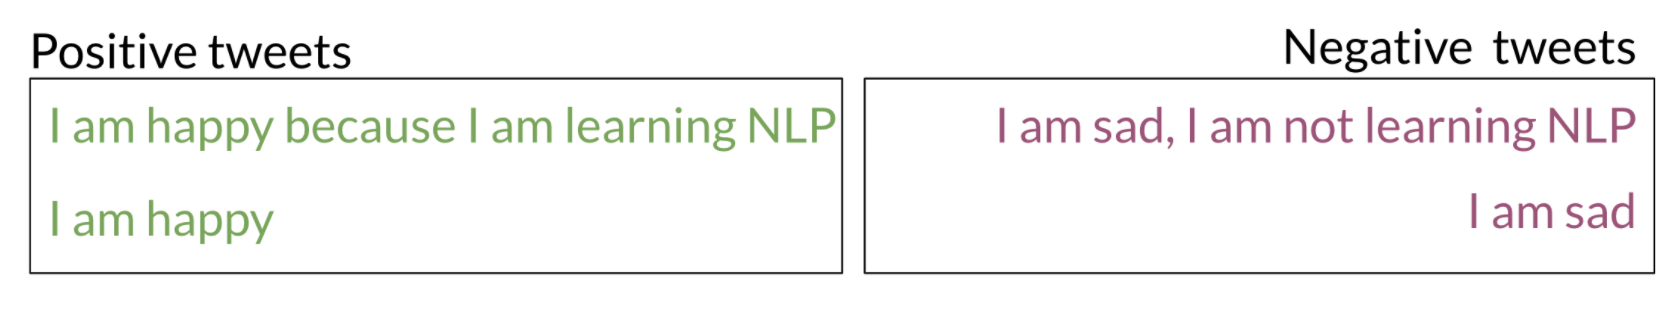 Positive tweets
I am happy because I am learning NLP
I am happy
Negative tweets
I am sad, I am not learning NLP
I am sad